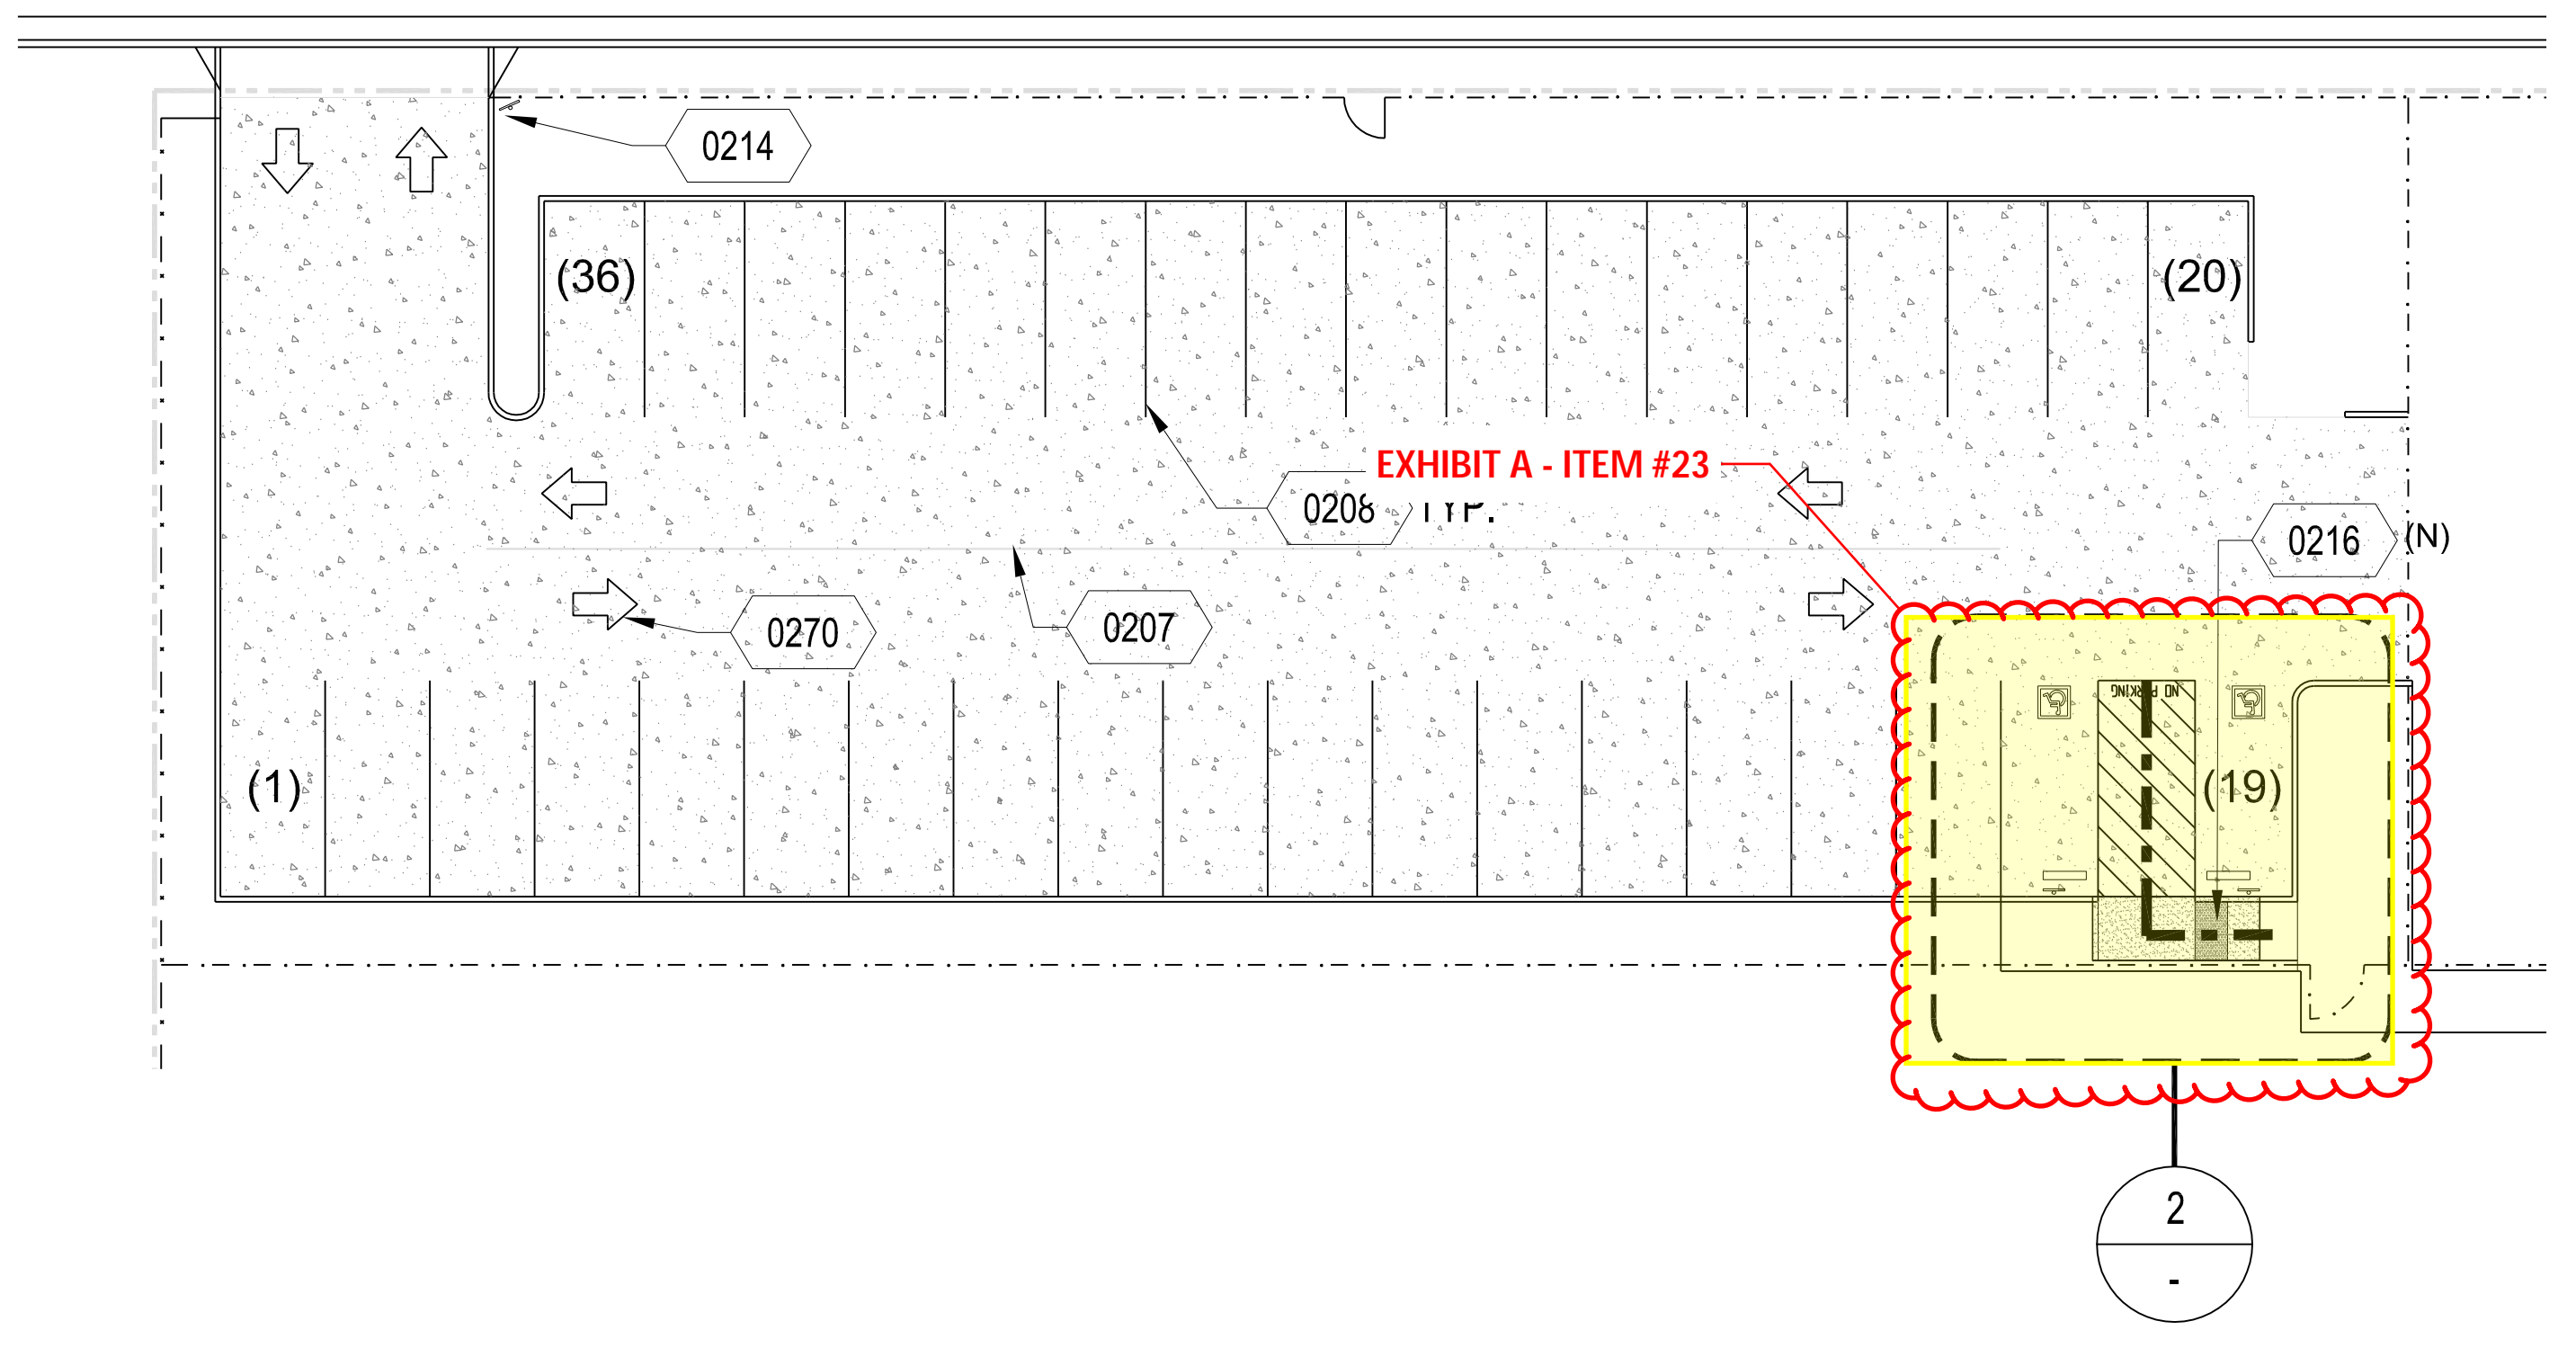 0214
(36)
(20)
EXHIBIT A - ITEM #23
0208 TYP.
0216 (N)
0270
0207
NO PARKING
(1)
(19)
2
-